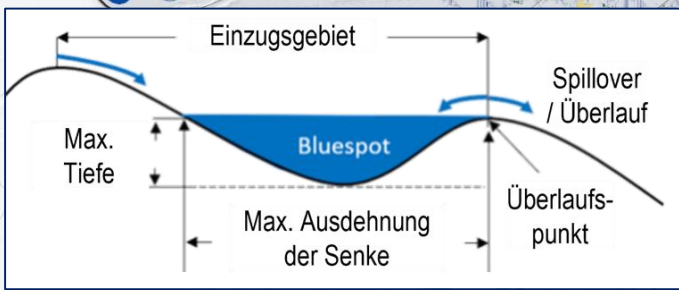 Einzugsgebiet
Spillover
/ Überlauf
Max.
Tiefe
Bluespot
Überlaufs-
punkt
Max. Ausdehnung
der Senke